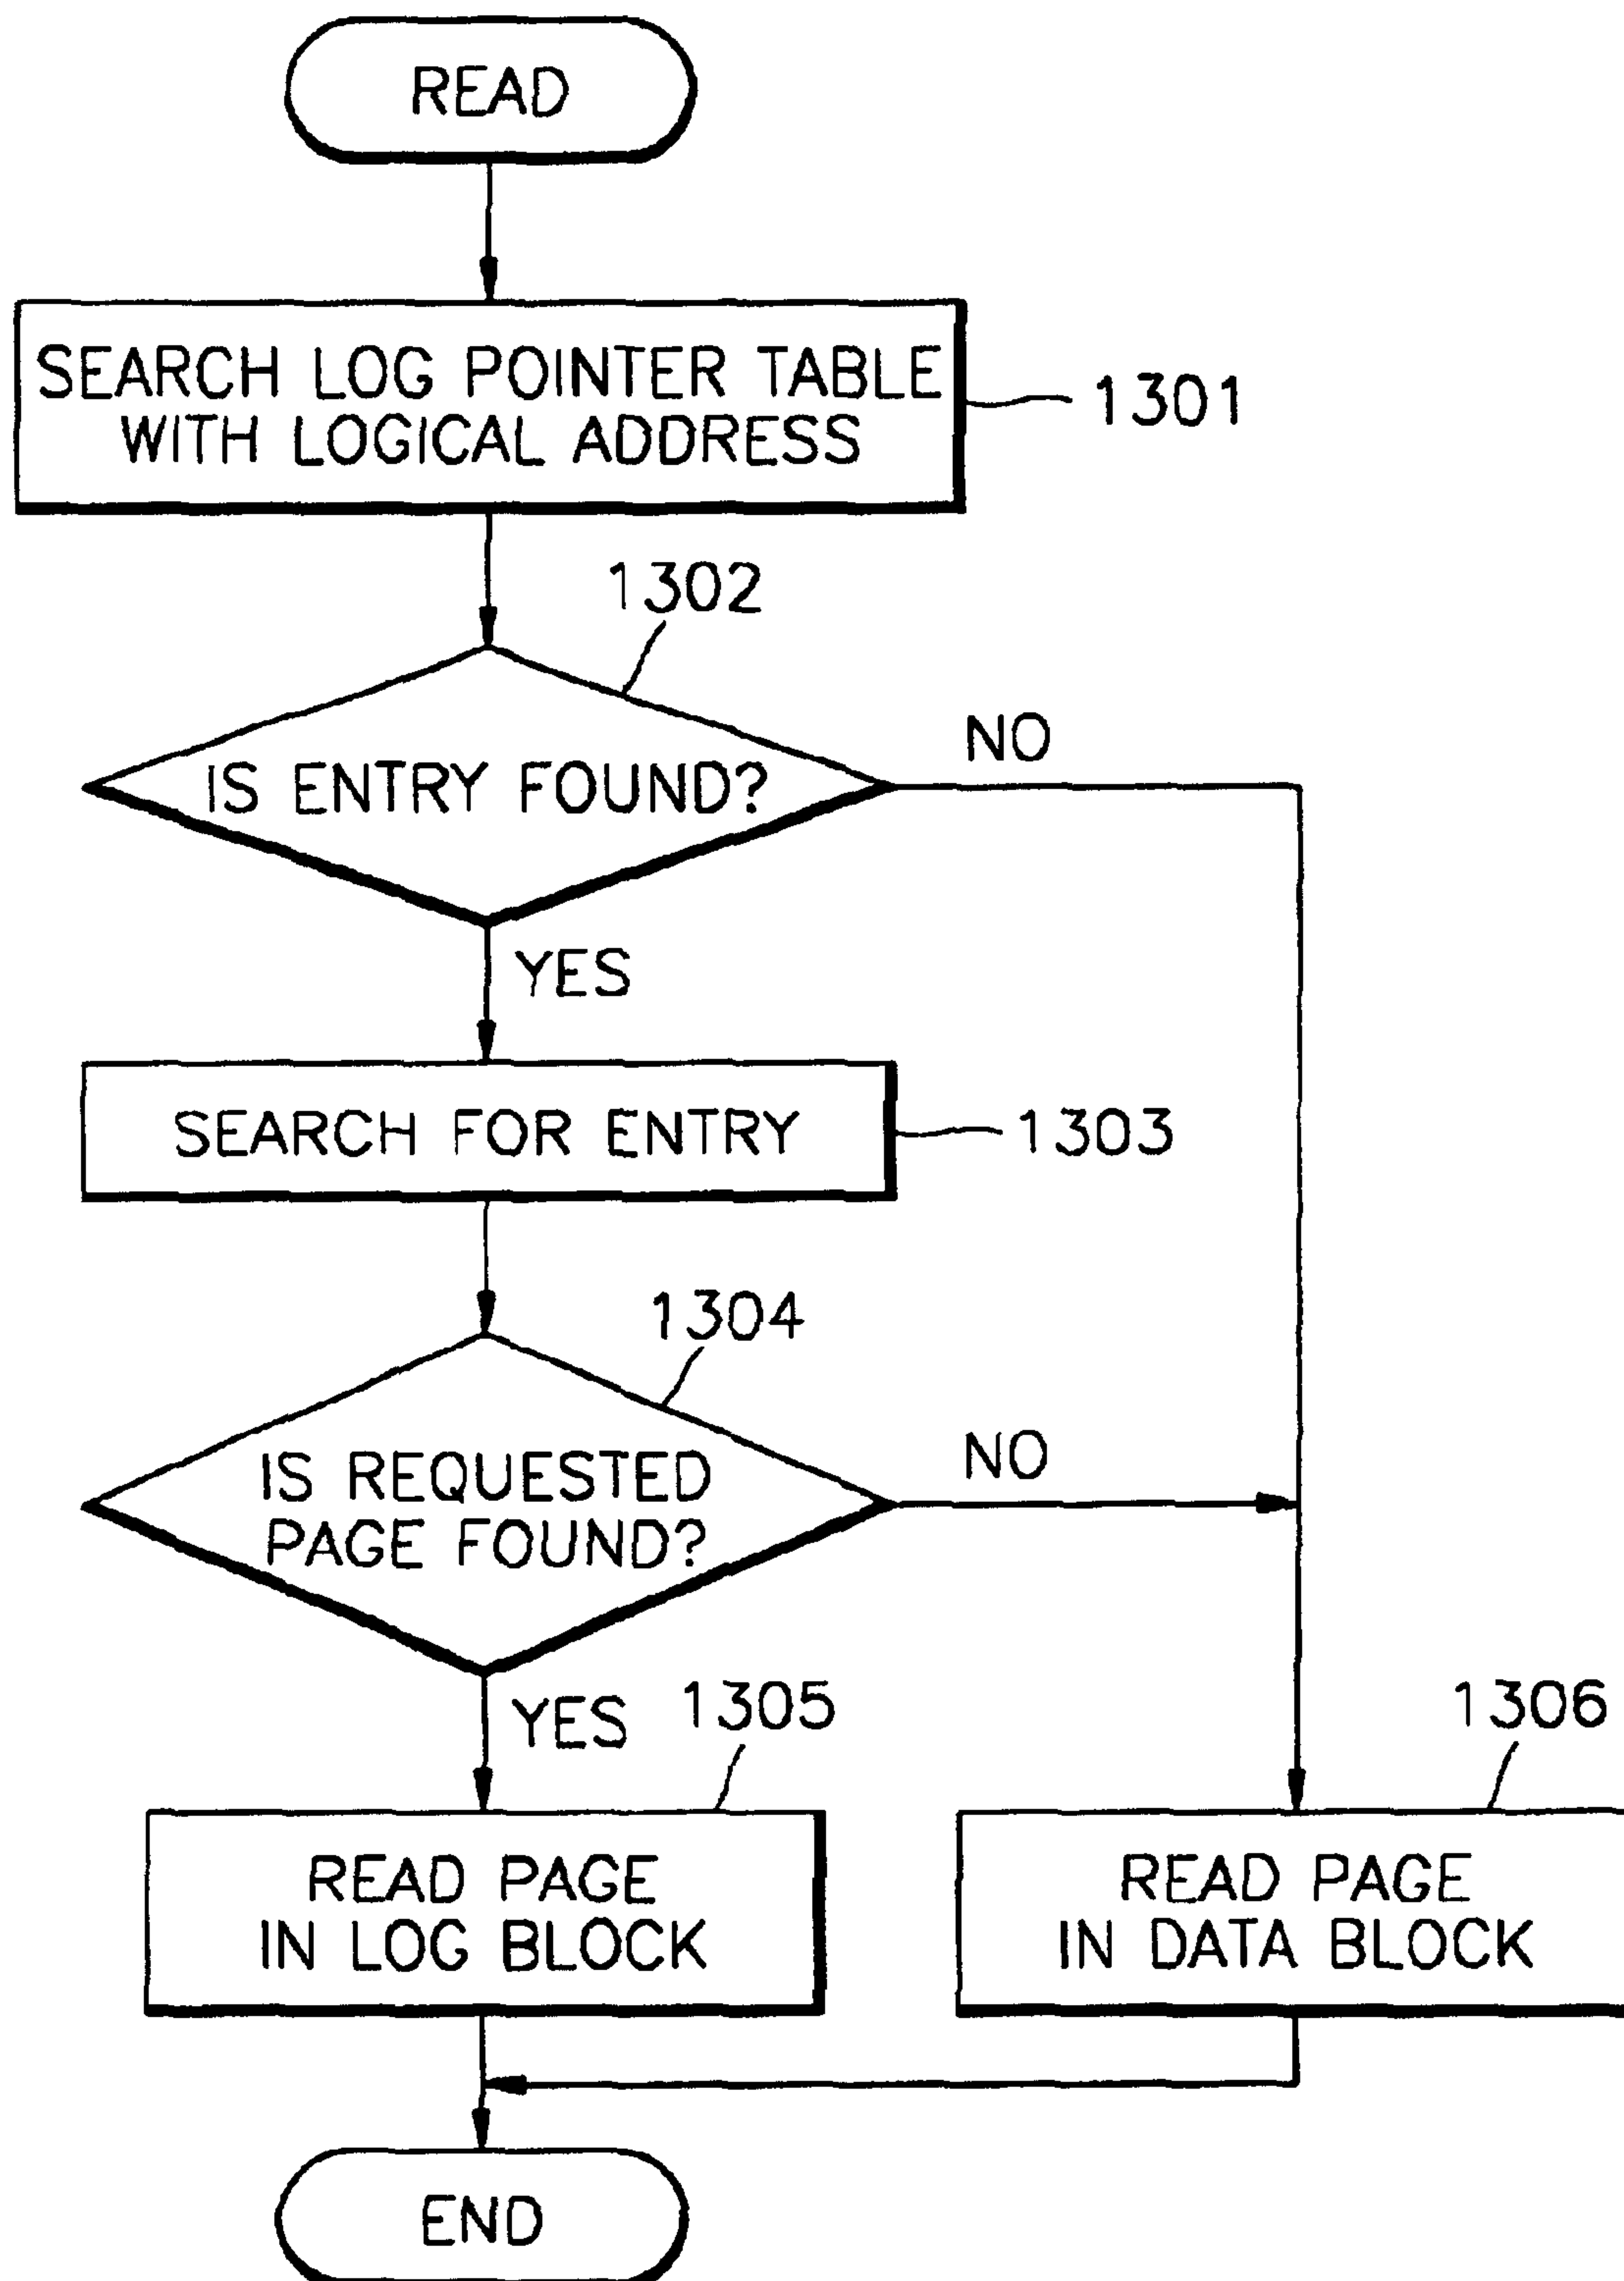 READ
SEARCH LOG POINTER TABLE
WITH LOGICAL ADDRESS
1301
1302
IS ENTRY FOUND?
NO
YES
SEARCH FOR ENTRY
1303
1304
IS REQUESTED
PAGE FOUND?
NO
YES
1305
1306
READ PAGE
IN LOG BLOCK
READ PAGE
IN DATA BLOCK
END